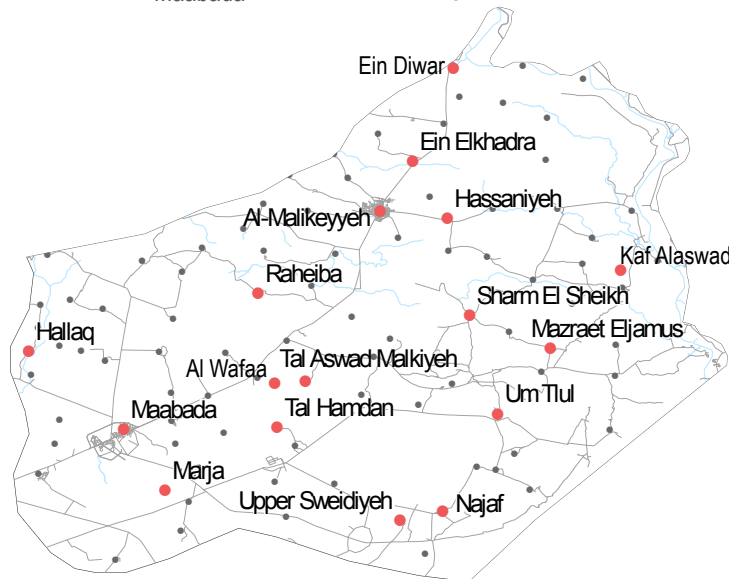 Ein Diwar
Ein Elkhadra
Al-Malikeyyeh
Hassaniyeh
Kaf Alaswad
Raheiba
Sharm El Sheikh
Mazraet Eljamus
Hallaq
Al Wafaa
Tal Aswad Malkiyeh
Maabada
Tal Hamdan
Um Tlul
Marja
Upper Sweidiyeh
Najaf